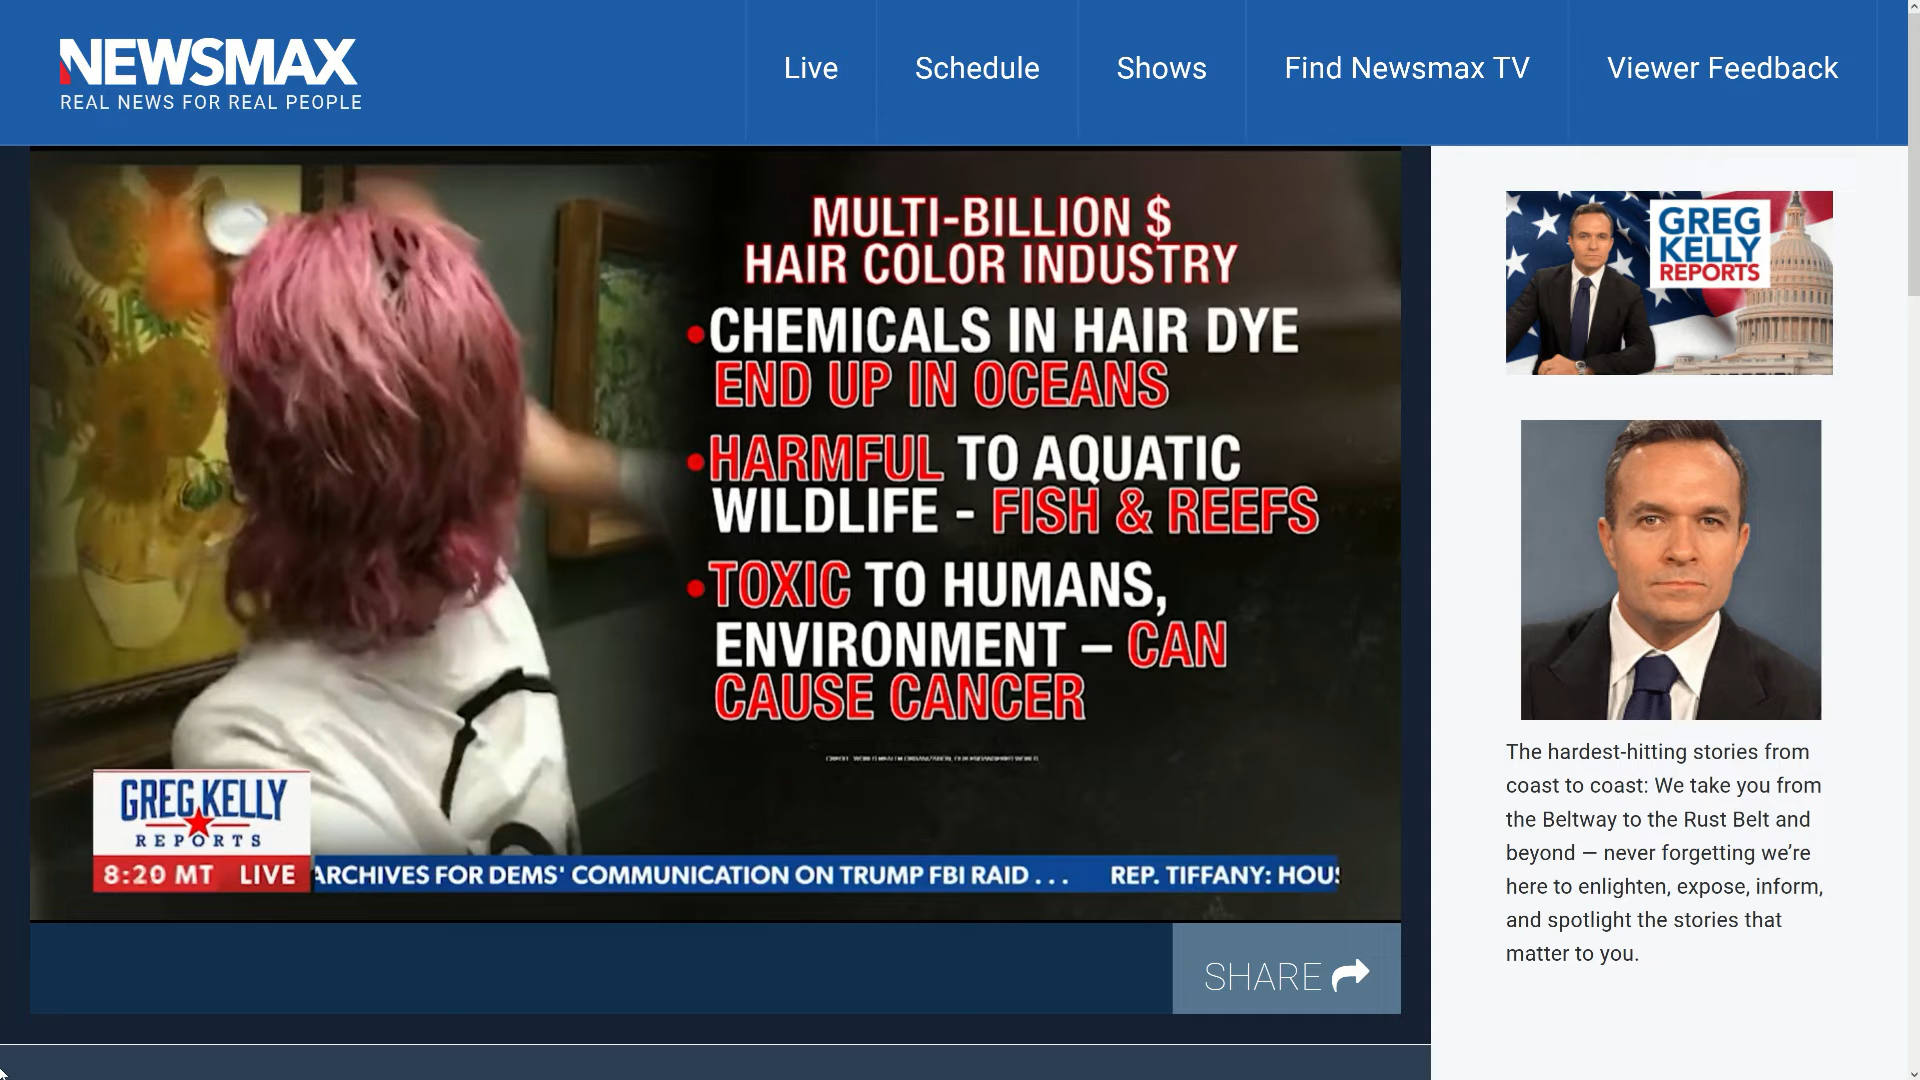 NEWSMAX
REAL NEWS FOR REAL PEOPLE
Live
Schedule
Shows
Find Newsmax TV
Viewer Feedback
MULTI-BILLION $
HAIR COLOR INDUSTRY
•CHEMICALS IN HAIR DYE
END UP IN OCEANS
•HARMFUL TO AQUATIC
WILDLIFE - FISH & REEFS
•TOXIC TO HUMANS,
ENVIRONMENT – CAN
CAUSE CANCER
GREG KELLY
REPORTS
8:20 MT LIVE
ARCHIVES FOR DEMS' COMMUNICATION ON TRUMP FBI RAID . . . REP. TIFFANY:
SHARE
GREG
KELLY
REPORTS
The hardest-hitting stories from
coast to coast: We take you from
the Beltway to the Rust Belt and
beyond — never forgetting we’re
here to enlighten, expose, inform,
and spotlight the stories that
matter to you.